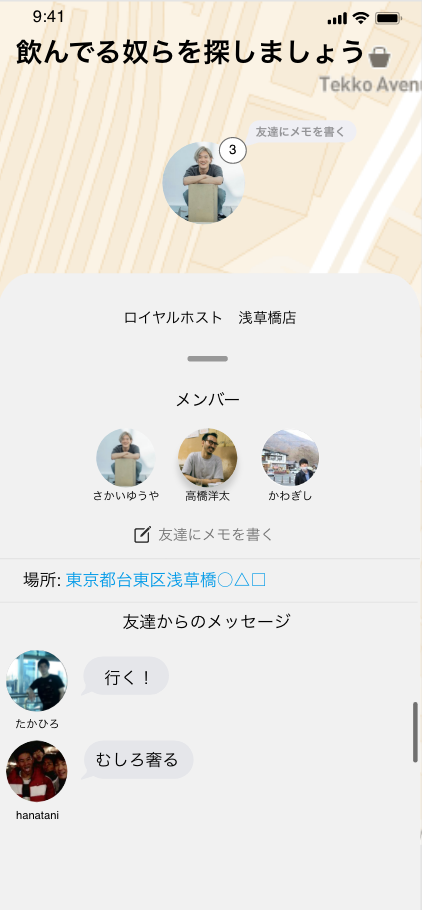 9:41
飲んでる奴らを探しましょう
Tekko Aven
友達にメモを書く
3
ロイヤルホスト　浅草橋店
メンバー
さかいゆうや 高橋洋太 かわぎし
友達にメモを書く
場所: 東京都台東区浅草橋○△□
友達からのメッセージ
行く！
たかひろ
むしろ奢る
hanatani